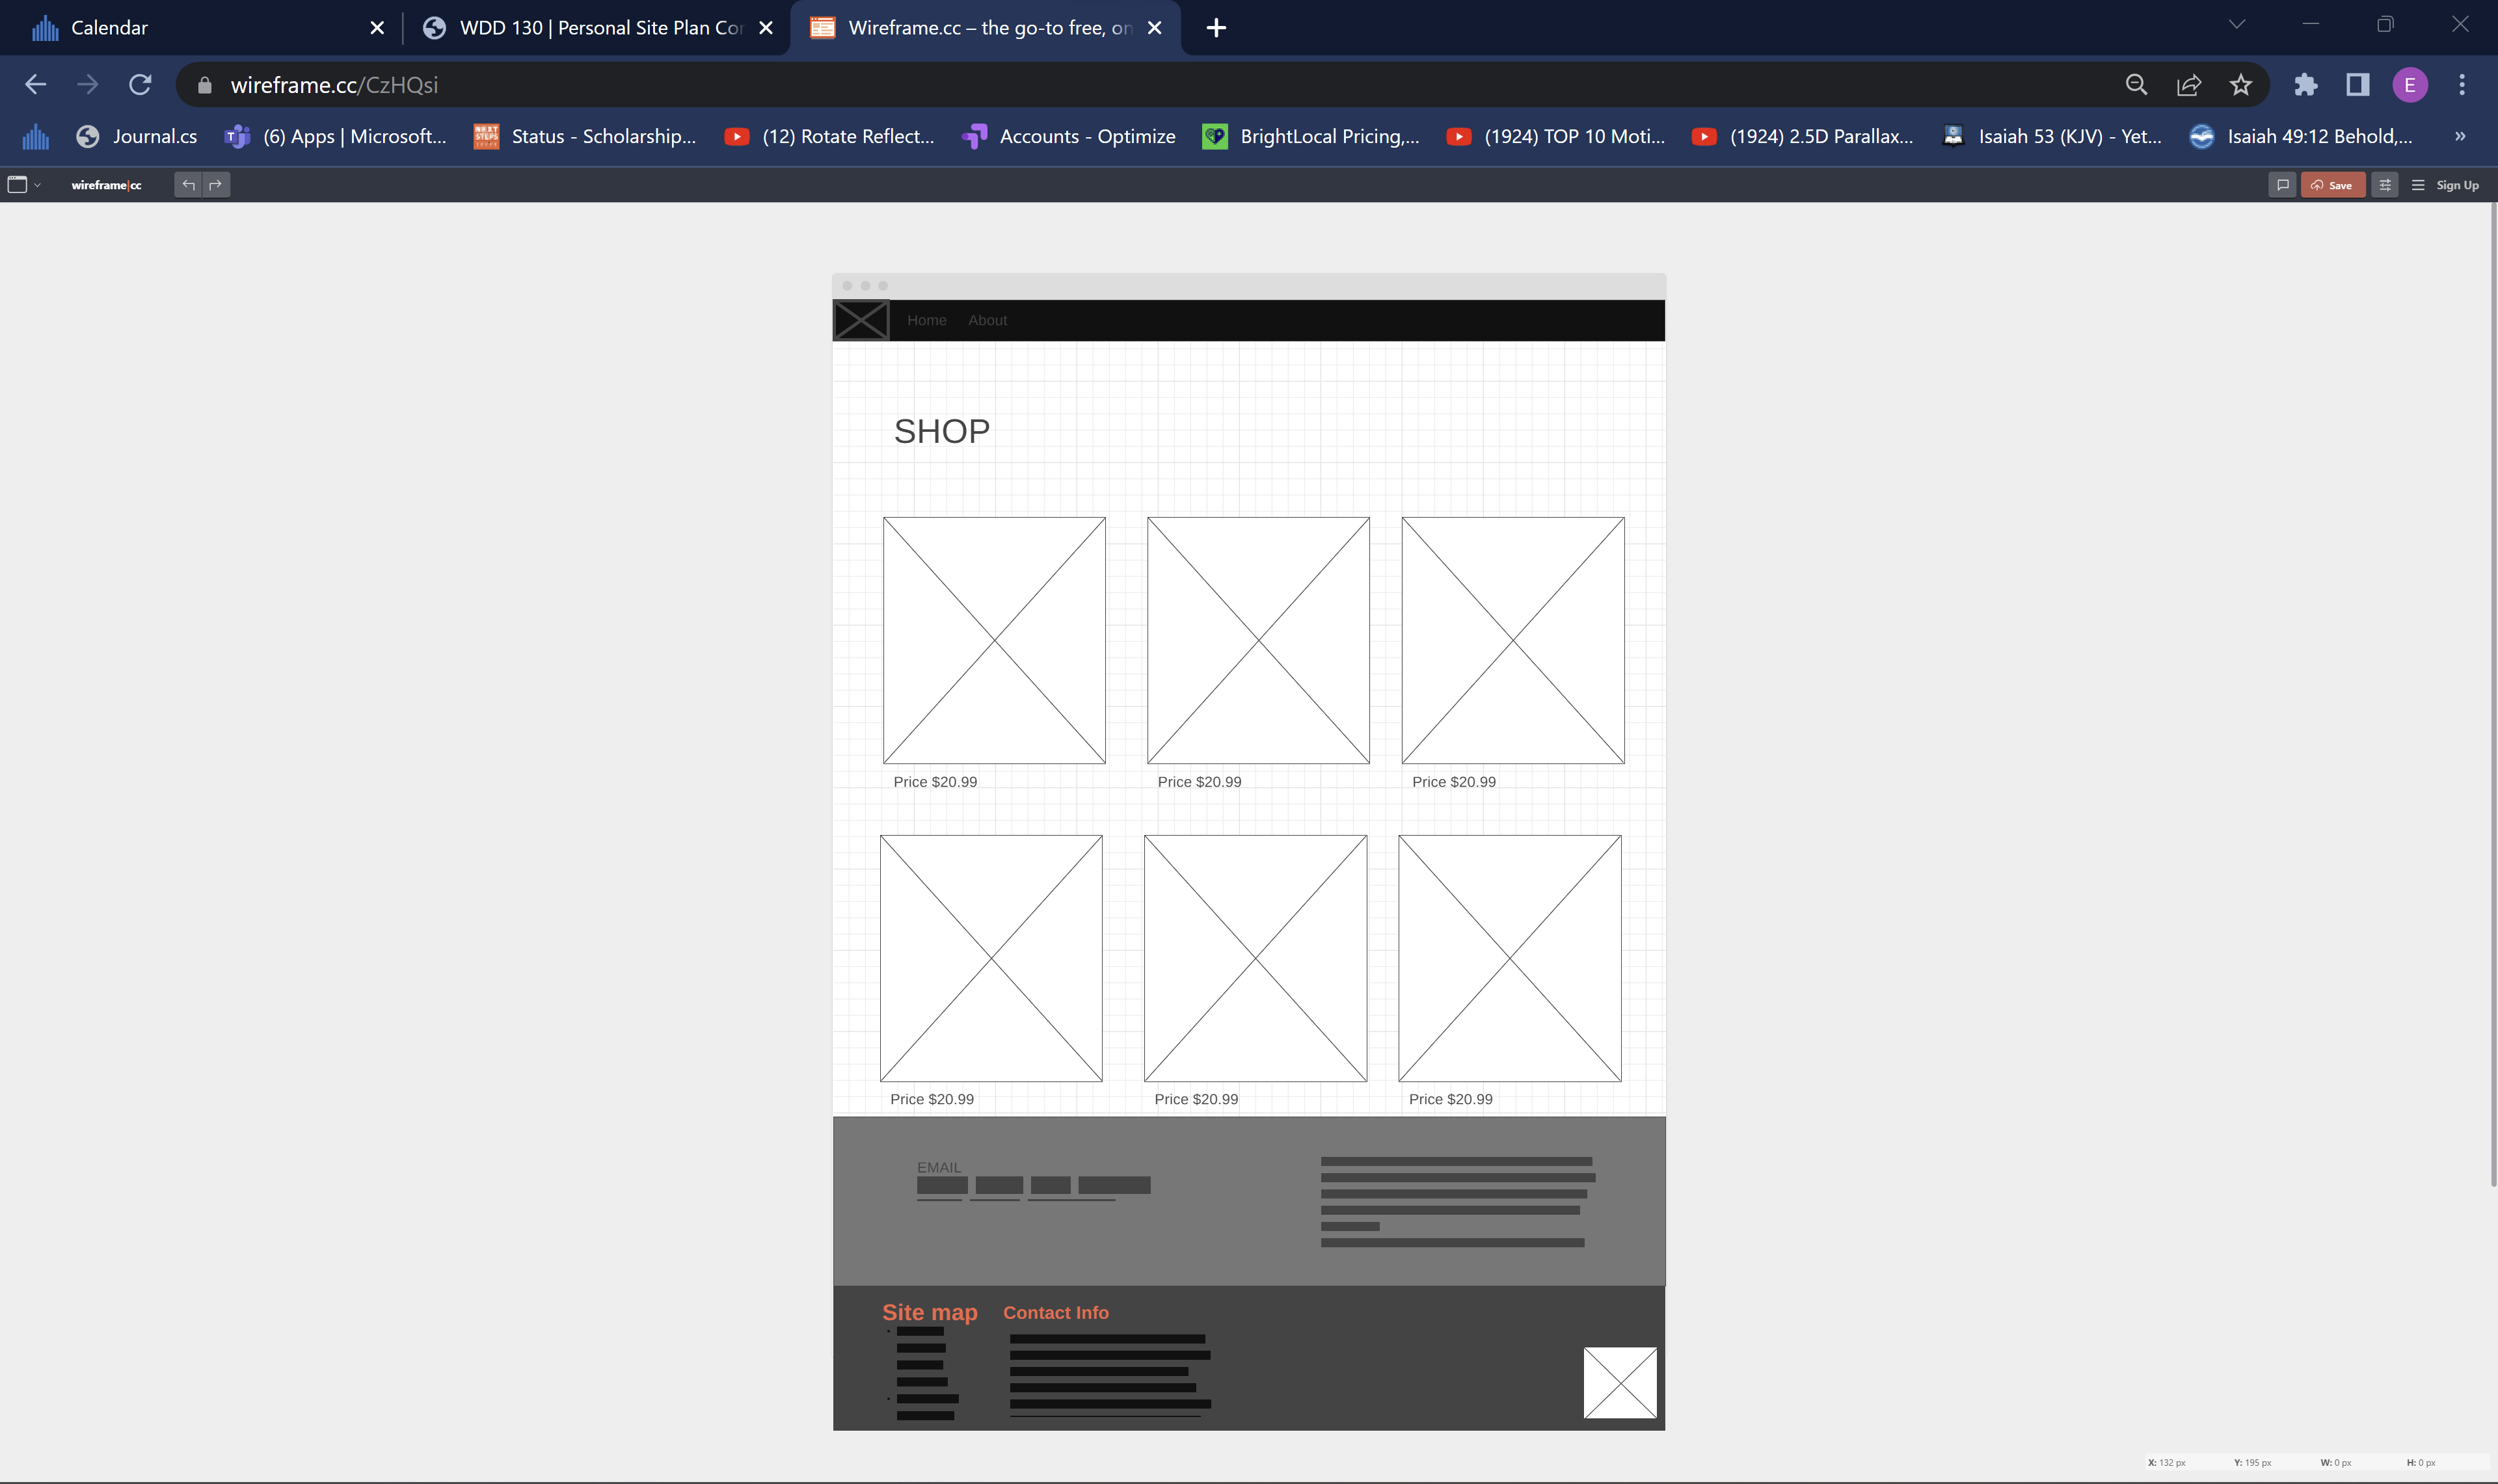 Calendar
WDD 130 | Personal Site Plan Cor
Wireframe.cc – the go-to free, on
wireframe.cc/CzHQsi
E
Journal.cs
(6) Apps | Microsoft...
NEXT STEPS
Status - Scholarship...
(12) Rotate Reflect...
Accounts - Optimize
BrightLocal Pricing,...
(1924) TOP 10 Moti...
(1924) 2.5D Parallax...
Isaiah 53 (KJV) - Yet...
Isaiah 49:12 Behold,...
»
wireframe|cc
Save
Sign Up
Home About
SHOP
Price $20.99 Price $20.99 Price $20.99
Price $20.99 Price $20.99 Price $20.99
EMAIL
Site map Contact Info
X: 132 px Y: 195 px W: 0 px H: 0 px